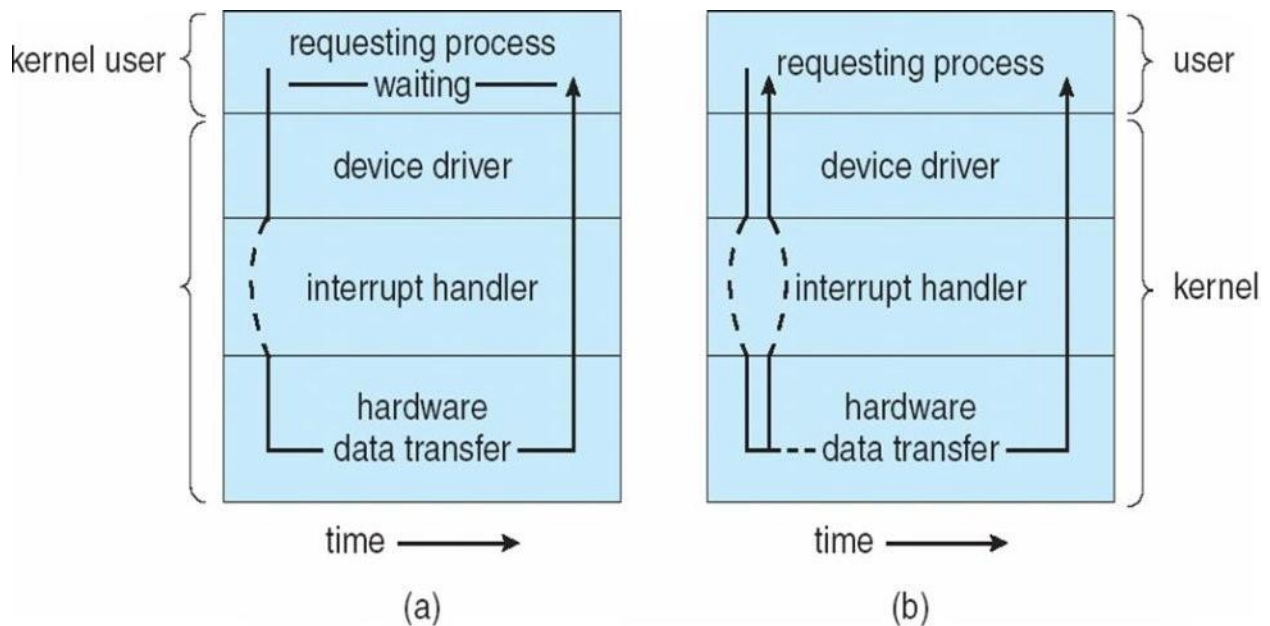 kernel user
requesting process
waiting
device driver
interrupt handler
hardware
data transfer
time
(a)
requesting process
user
device driver
interrupt handler
kernel
hardware
data transfer
time
(b)